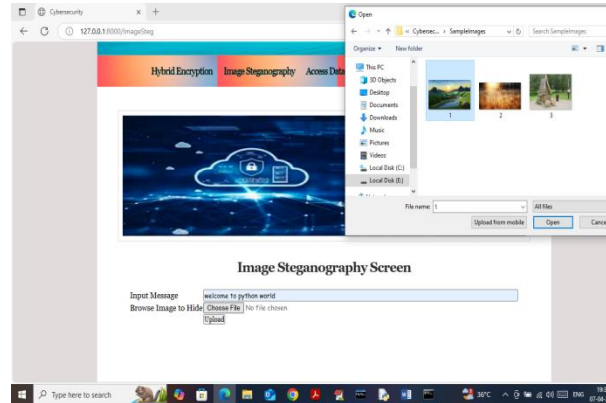 Cybersecurity
127.0.0.1:8000/ImageSteg
Hybrid Encryption Image Steganography Access Data
Image Steganography Screen
Input Message welcome to python world
Browse Image to Hide Choose File No file chosen
Upload
Open
« Cybersec... › SampleImages
Search SampleImages
Organize New folder
This PC
3D Objects
Desktop
Documents
Downloads
Music
Pictures
Videos
Local Disk (C:)
Local Disk (E:)
1 2 3
File name: 1 All files
Upload from mobile Open Cance
Type here to search
36°C ENG
07-04-